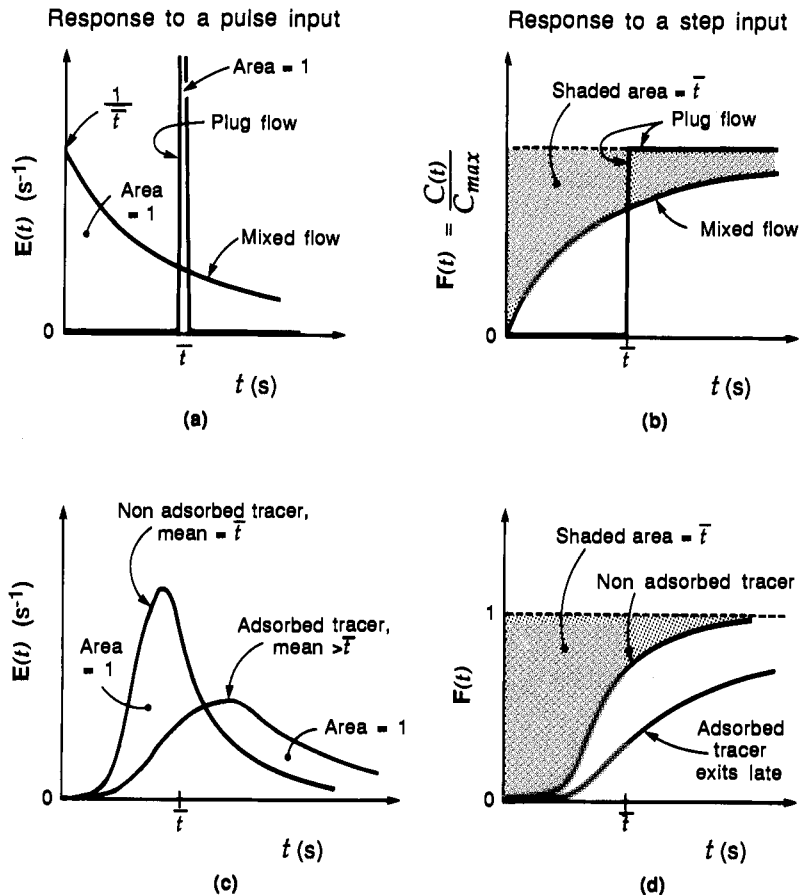 Response to a pulse input
Response to a step input
1
t̄
Area = 1
Plug flow
Area
= 1
Mixed flow
E(t) (s⁻¹)
0
t̄
t (s)
(a)
Shaded area = t̄
Plug flow
Mixed flow
F(t) = C(t)
C max
0
t̄
t (s)
(b)
Non adsorbed tracer,
mean = t̄
Adsorbed tracer,
mean >t̄
Area
= 1
Area = 1
E(t) (s⁻¹)
0
t̄
t (s)
(c)
Shaded area = t̄
Non adsorbed tracer
1
F(t)
Adsorbed
tracer
exits late
0
t̄
t (s)
(d)